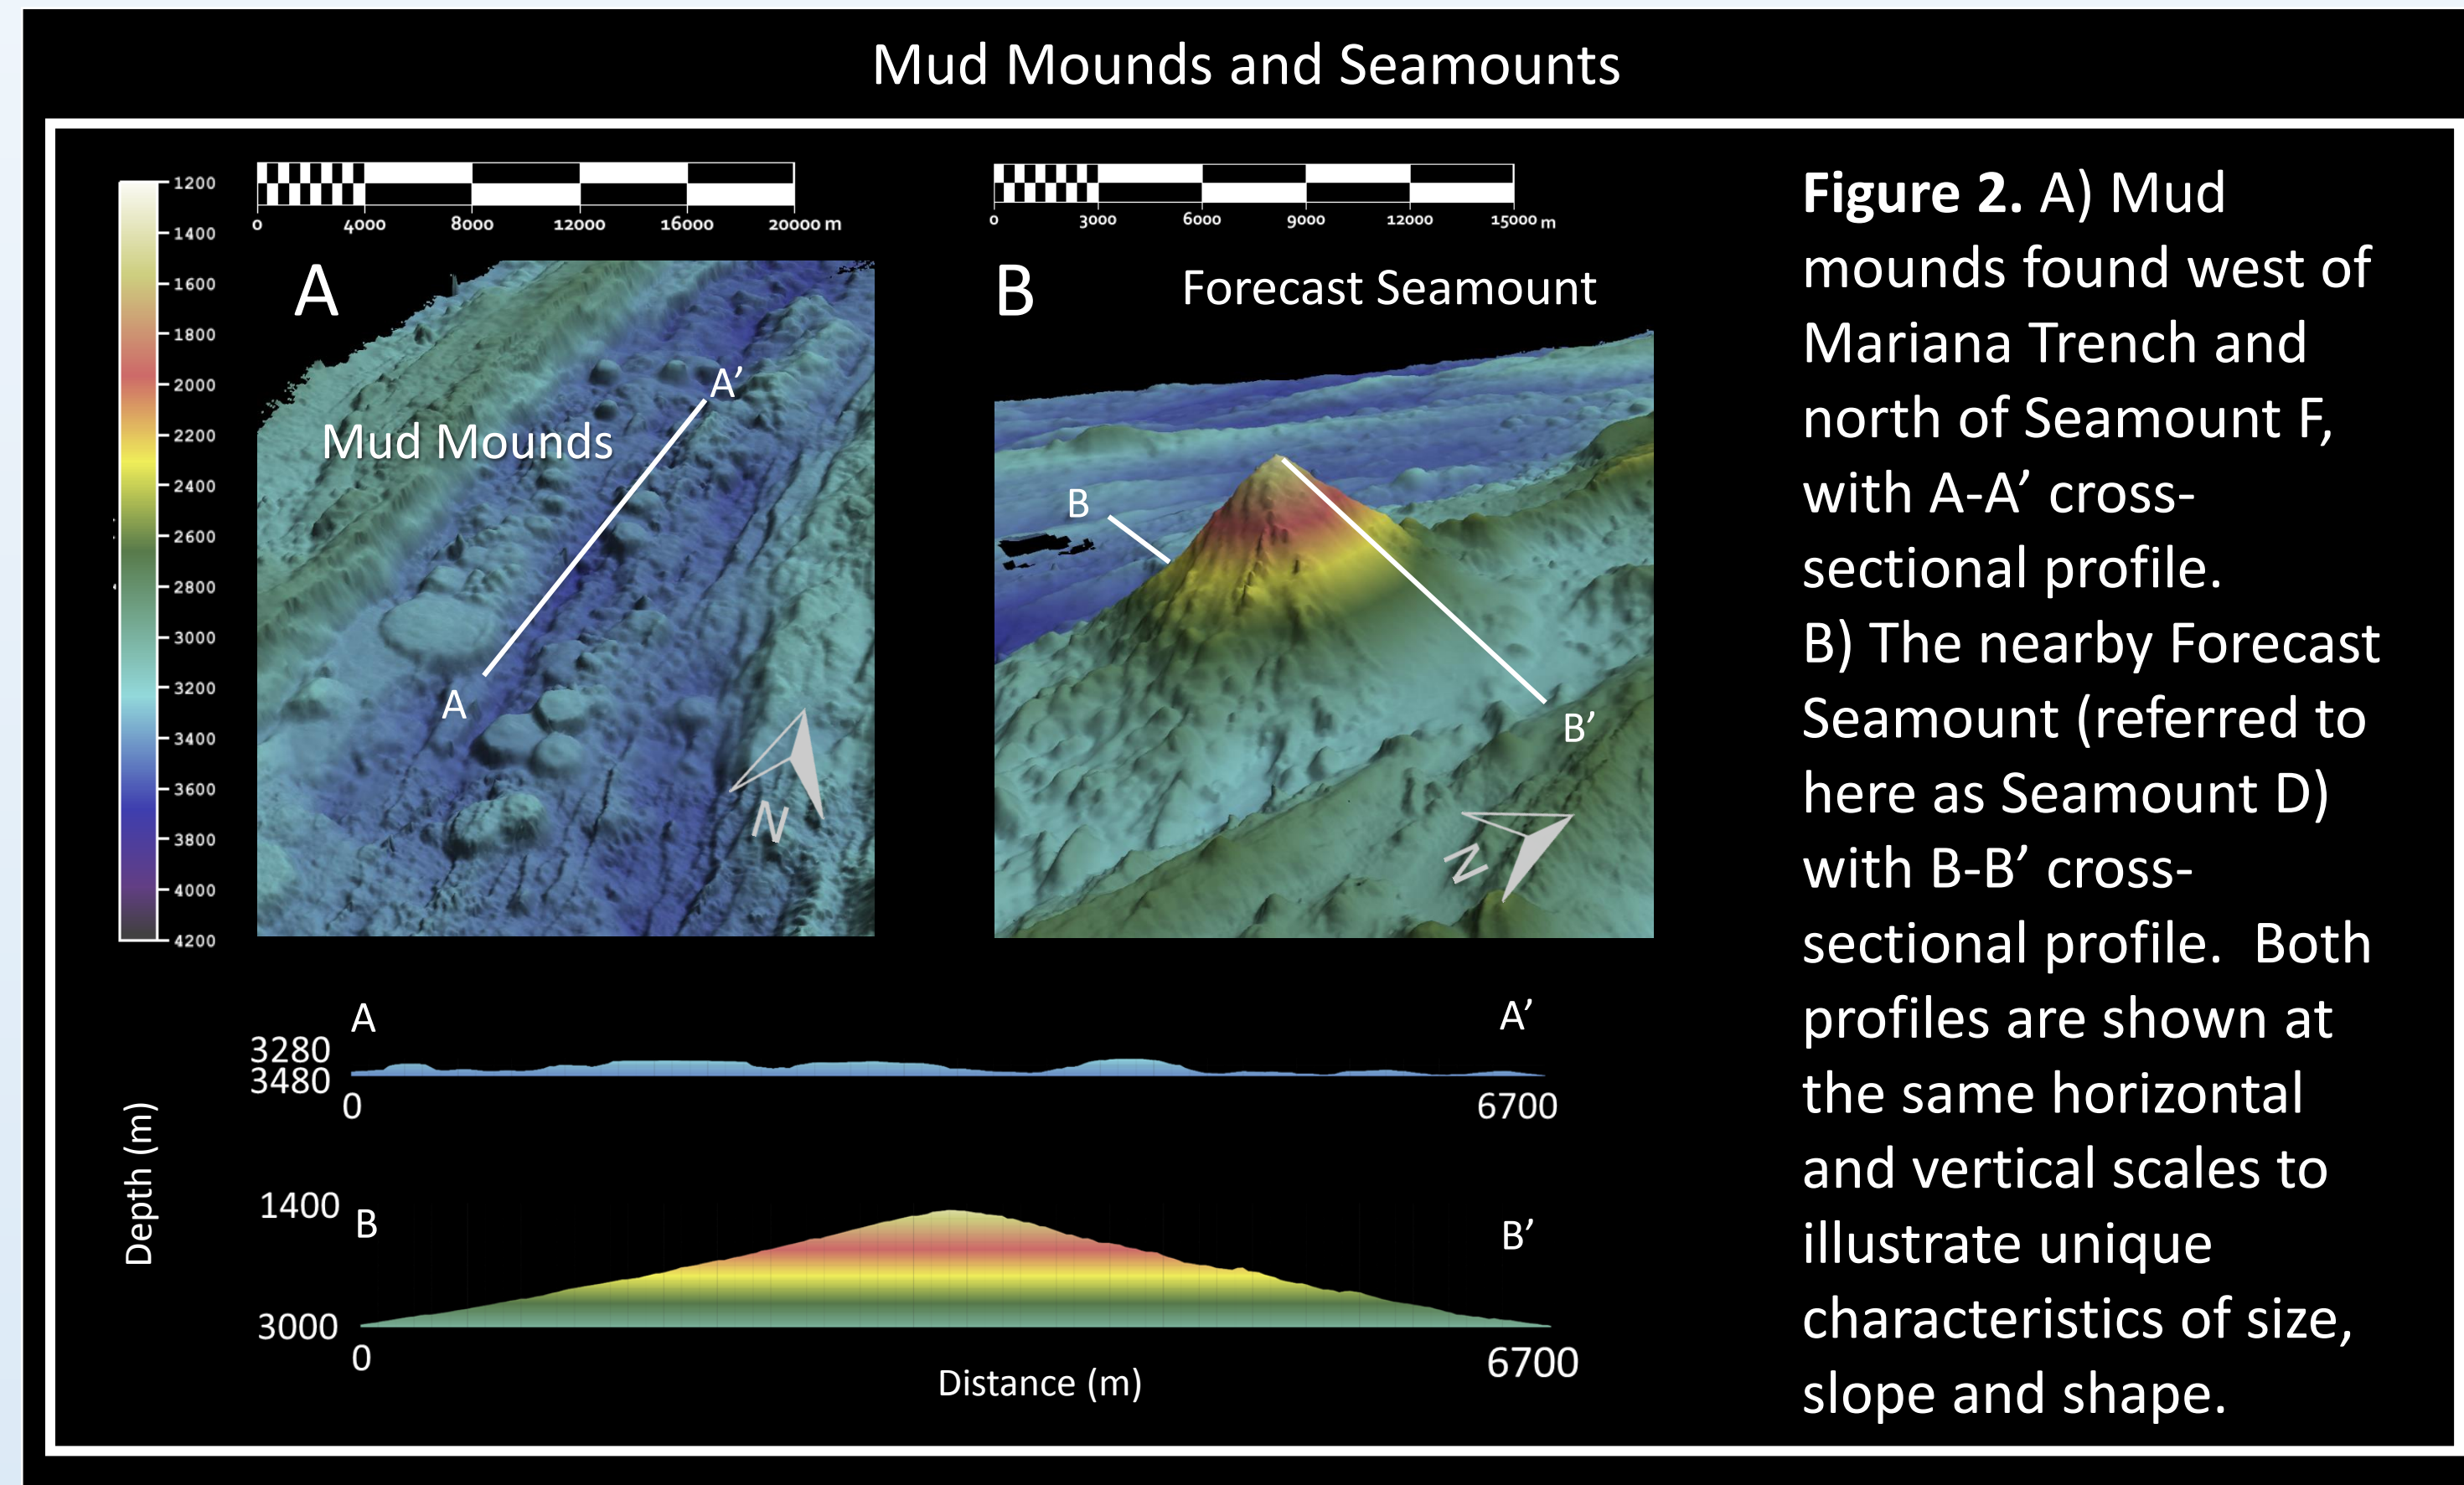 Mud Mounds and Seamounts
1200
1400
1600
1800
2000
2200
2400
2600
2800
3000
3200
3400
3600
3800
4000
4200
0 4000 8000 12000 16000 20000 m
A
Mud Mounds
A’
A
N
0 3000 6000 9000 12000 15000 m
B Forecast Seamount
B
B’
N
A A’
3280
3480
0 6700
Depth (m)
1400
B B’
3000
0 6700
Distance (m)
Figure 2. A) Mud
mounds found west of
Mariana Trench and
north of Seamount F,
with A-A’ cross-
sectional profile.
B) The nearby Forecast
Seamount (referred to
here as Seamount D)
with B-B’ cross-
sectional profile.  Both
profiles are shown at
the same horizontal
and vertical scales to
illustrate unique
characteristics of size,
slope and shape.